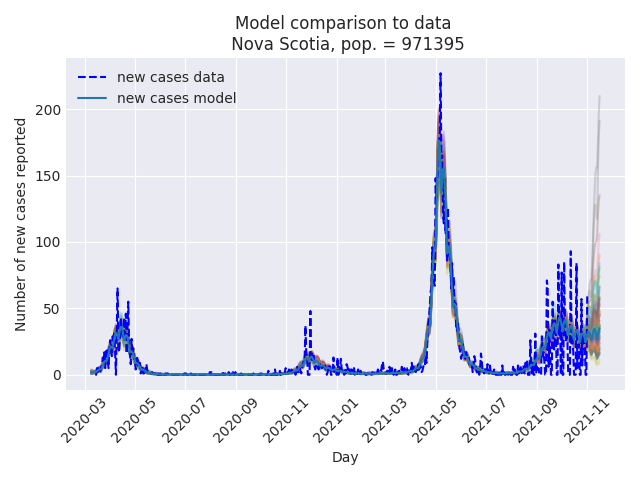 Model comparison to data
Nova Scotia, pop. = 971395
new cases data
new cases model
Number of new cases reported
200
150
100
50
0
2020-03
2020-05
2020-07
2020-09
2020-11
2021-01
2021-03
2021-05
2021-07
2021-09
2021-11
Day